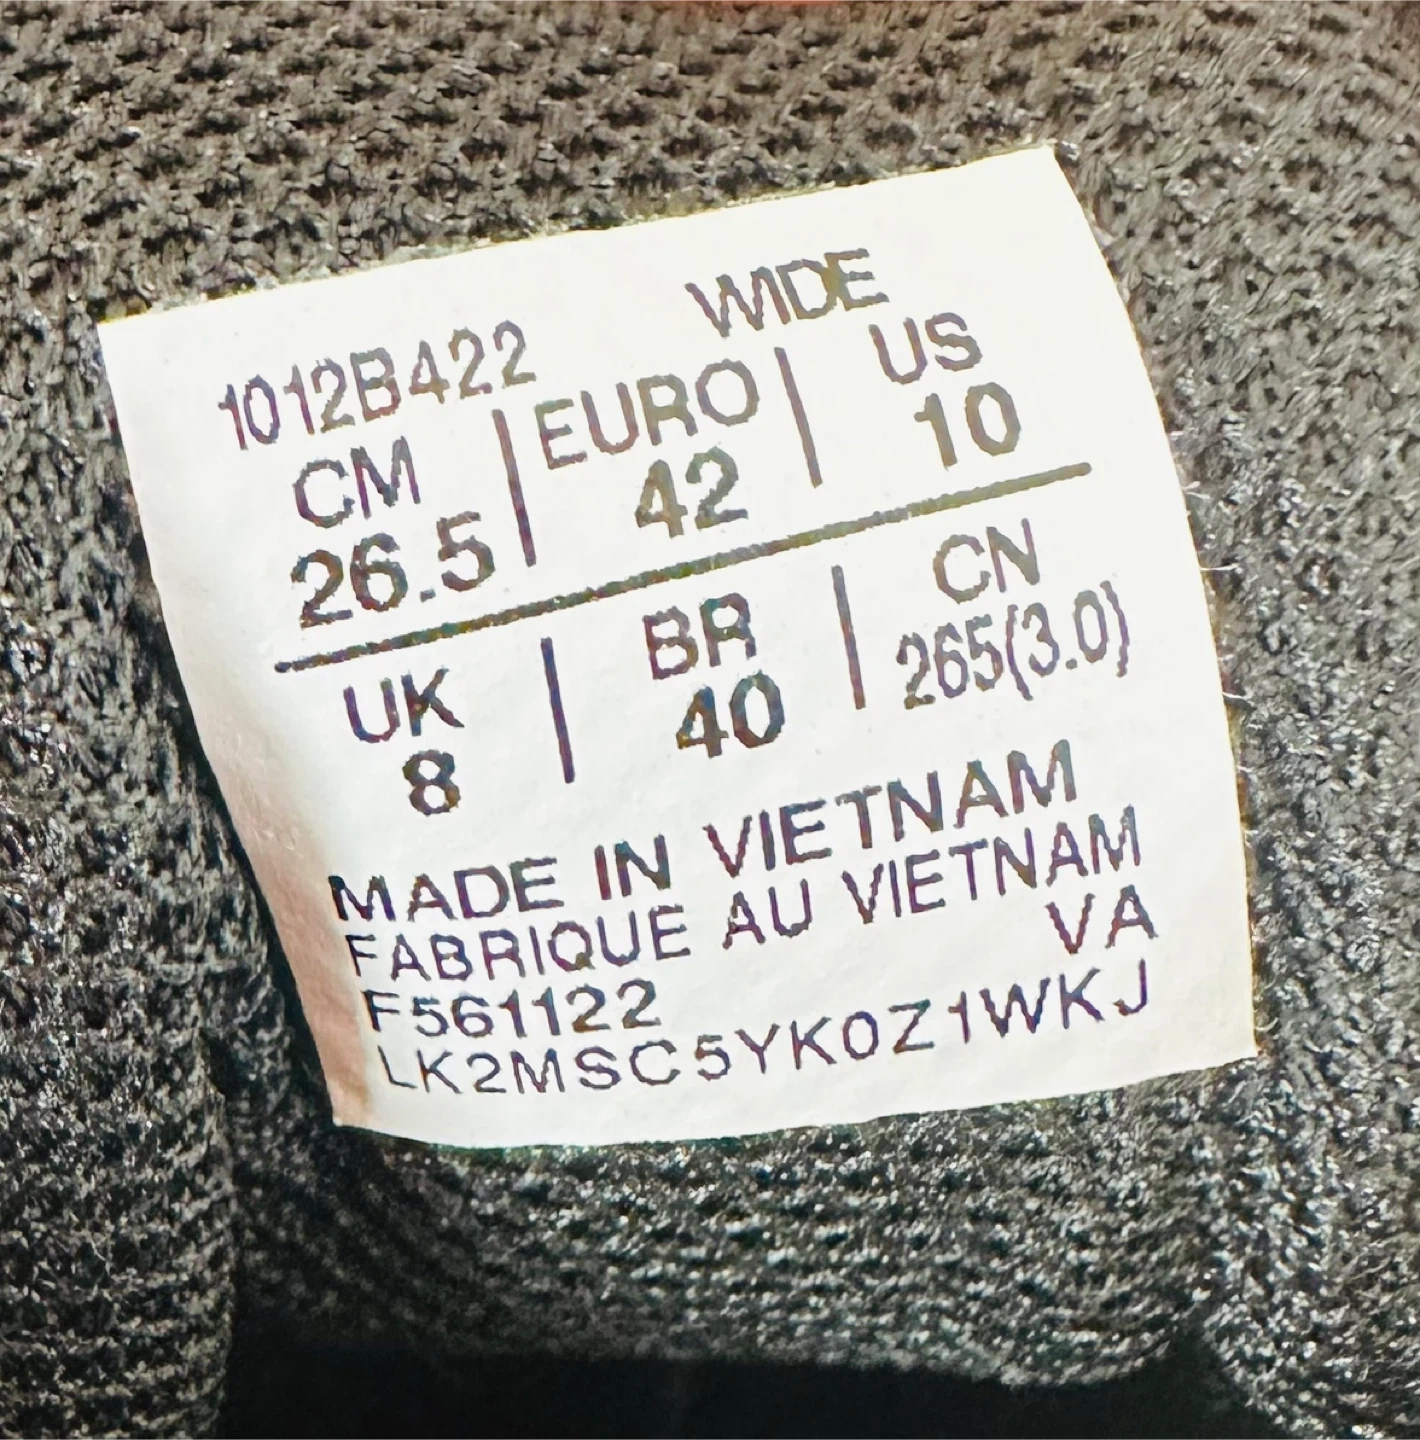 1012B422 WIDE
CM | EURO | US
26.5 42 10
UK | BR | CN
8 40 265(3.0)
MADE IN VIETNAM
FABRIQUE AU VIETNAM
VA
F561122
LK2MSC5YK0Z1WKJ